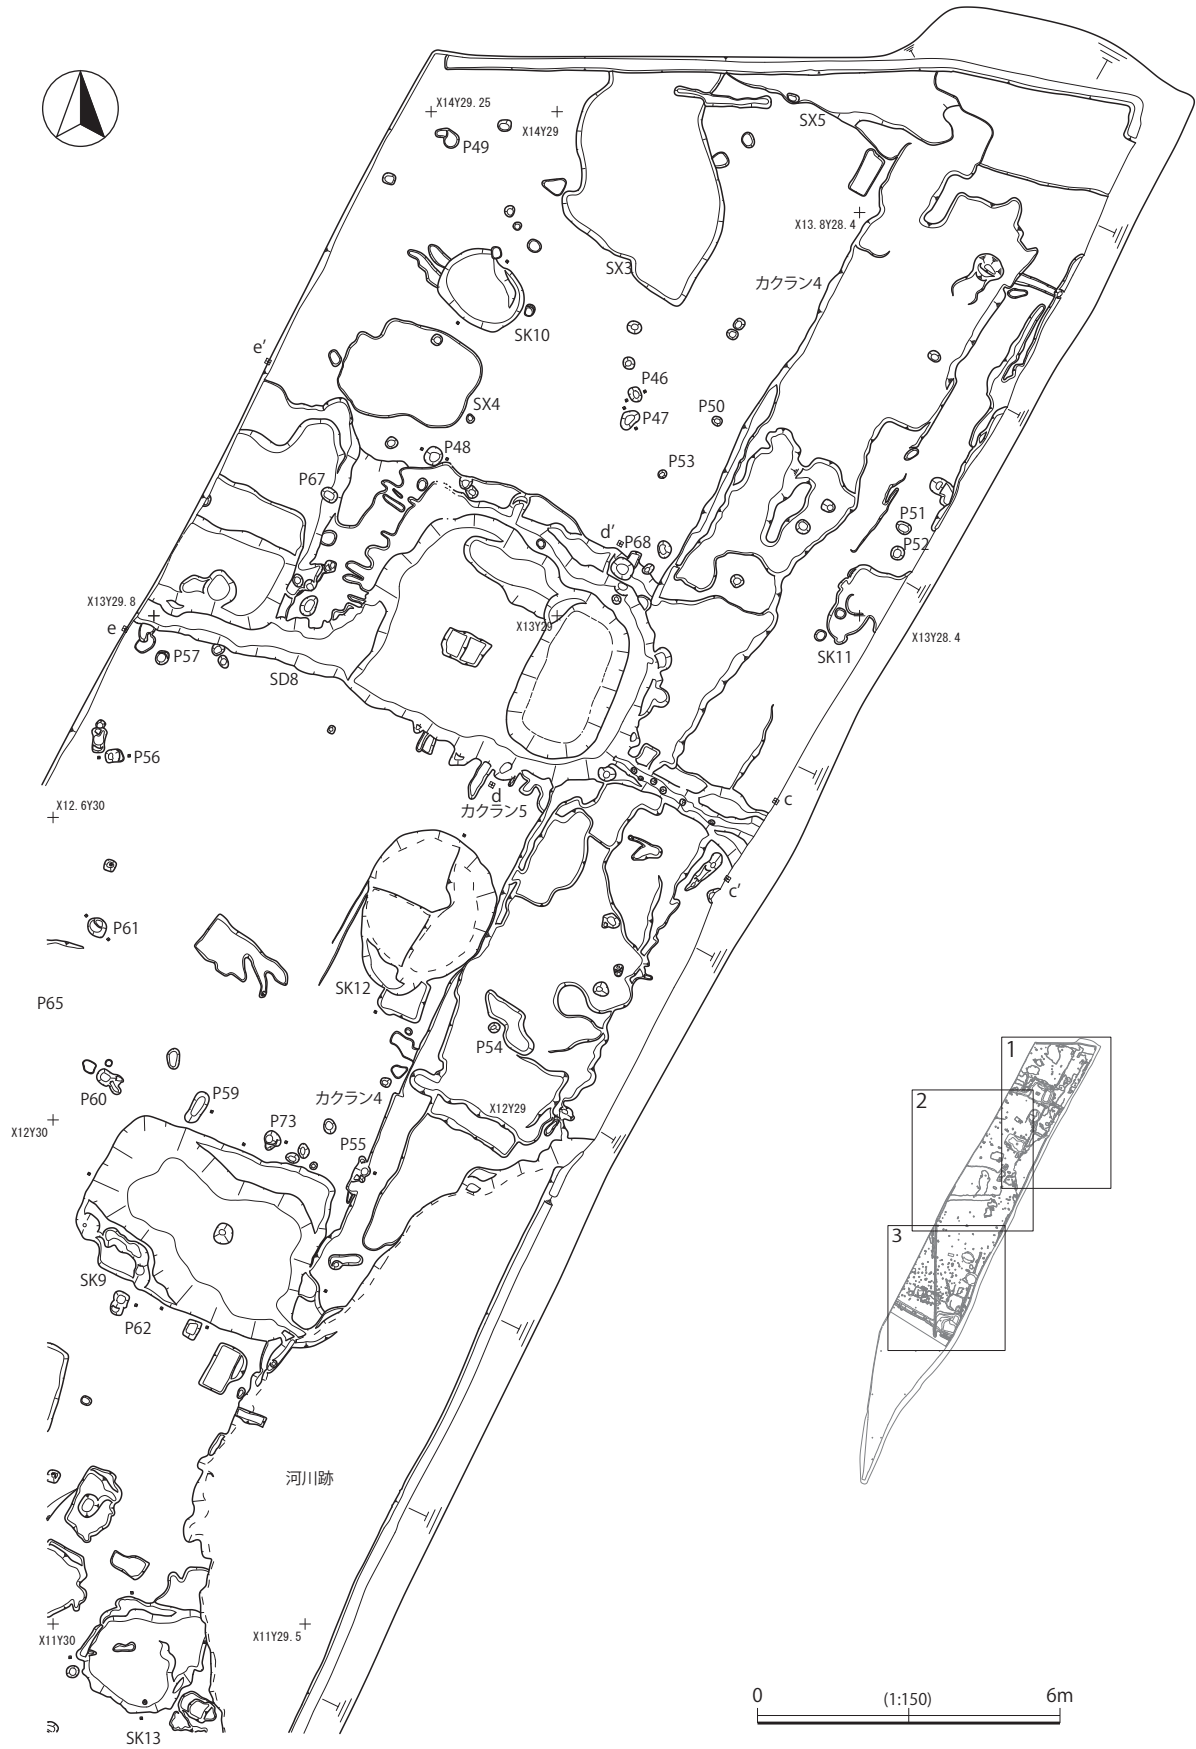 X14Y29.25
X14Y29
P49
SX5
X13.8Y28.4
SX3
カクラン4
SK10
e'
P46
SX4
P47
P50
P48
P53
P67
d'
P68
P51
P52
X13Y29.8
X13Y29
e
X13Y28.4
P57
SK11
SD8
P56
d
c
X12.6Y30
カクラン5
c'
P61
SK12
P65
P54
1
P60
P59
カクラン4
2
X12Y29
X12Y30
P73
P55
3
SK9
P62
河川跡
X11Y30
X11Y29.5
0
(1:150)
6m
SK13